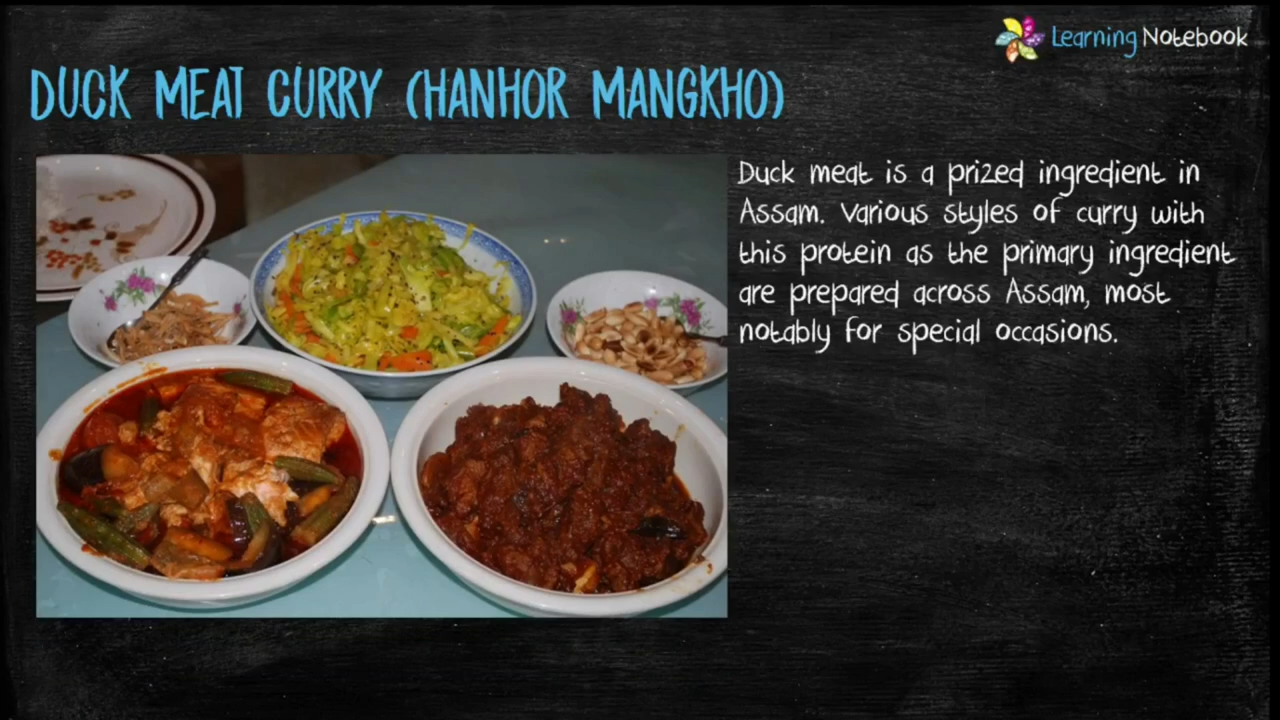 Learning Notebook
DUCK MEAT CURRY (HANHOR MANGKHO)
Duck meat is a prized ingredient in
Assam. Various styles of curry with
this protein as the primary ingredient
are prepared across Assam, most
notably for special occasions.